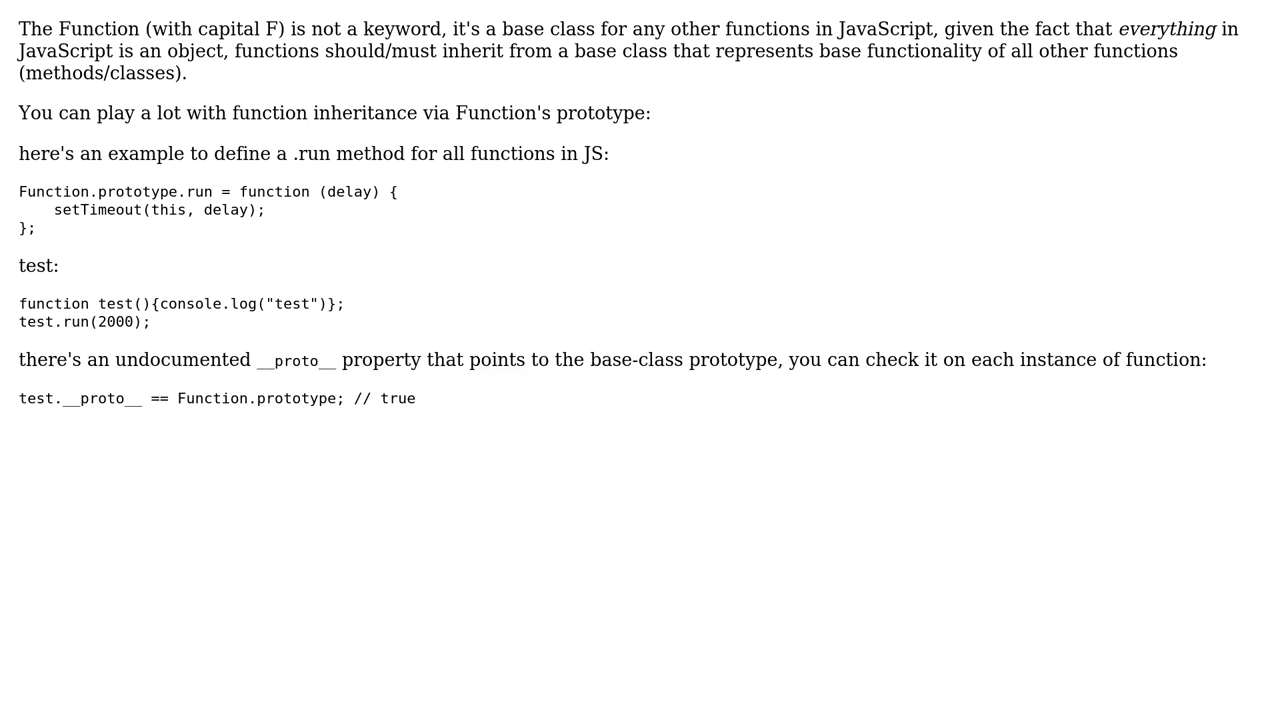 The Function (with capital F) is not a keyword, it's a base class for any other functions in JavaScript, given the fact that everything in
JavaScript is an object, functions should/must inherit from a base class that represents base functionality of all other functions
(methods/classes).
You can play a lot with function inheritance via Function's prototype:
here's an example to define a .run method for all functions in JS:
Function.prototype.run = function (delay) {
    setTimeout(this, delay);
};
test:
function test(){console.log("test")};
test.run(2000);
there's an undocumented __proto__ property that points to the base-class prototype, you can check it on each instance of function:
test.__proto__ == Function.prototype; // true